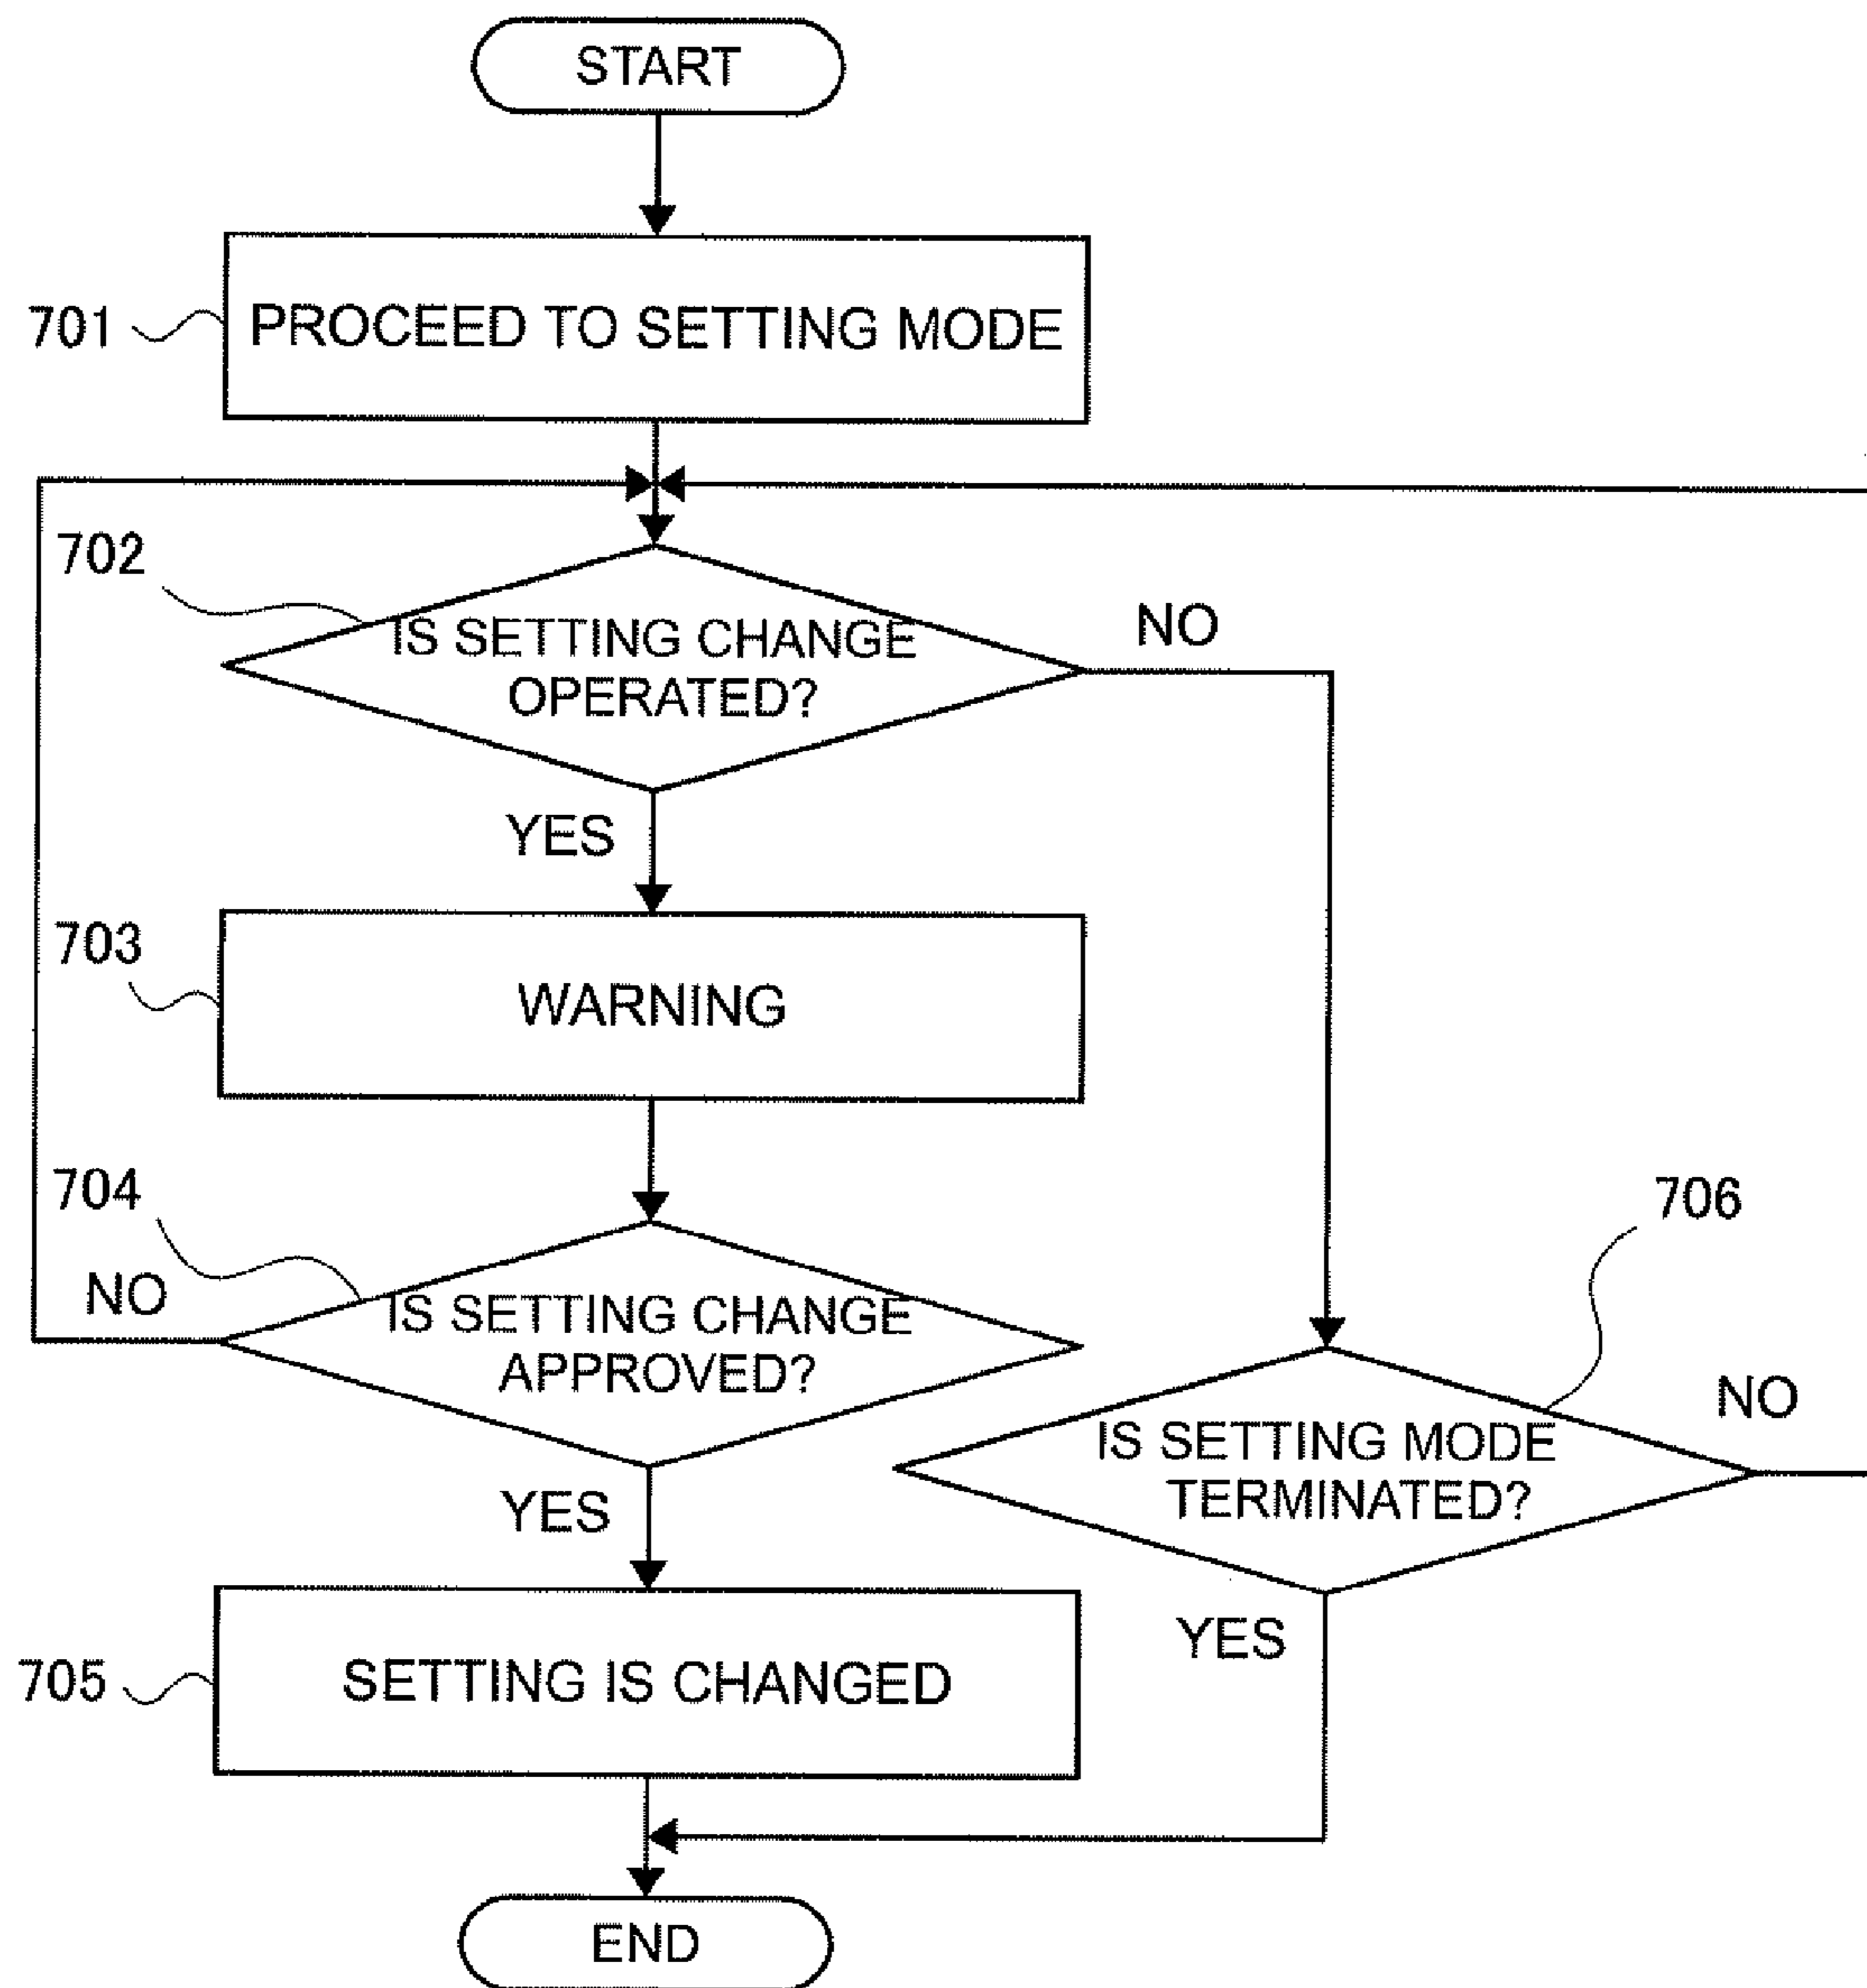 START
701
PROCEED TO SETTING MODE
702
IS SETTING CHANGE
OPERATED?
NO
YES
703
WARNING
704
NO
IS SETTING CHANGE
APPROVED?
YES
706
NO
IS SETTING MODE
TERMINATED?
YES
705
SETTING IS CHANGED
END